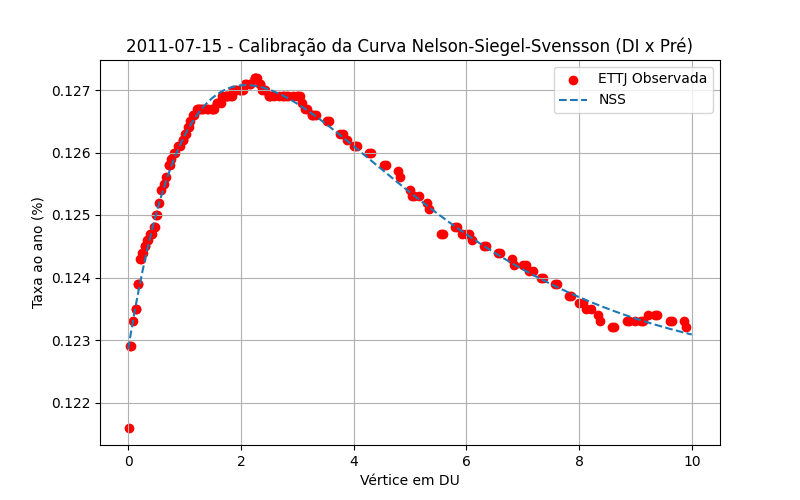 2011-07-15 - Calibração da Curva Nelson-Siegel-Svensson (DI x Pré)
ETTJ Observada
NSS
Taxa ao ano (%)
0.127
0.126
0.125
0.124
0.123
0.122
0 2 4 6 8 10
Vértice em DU